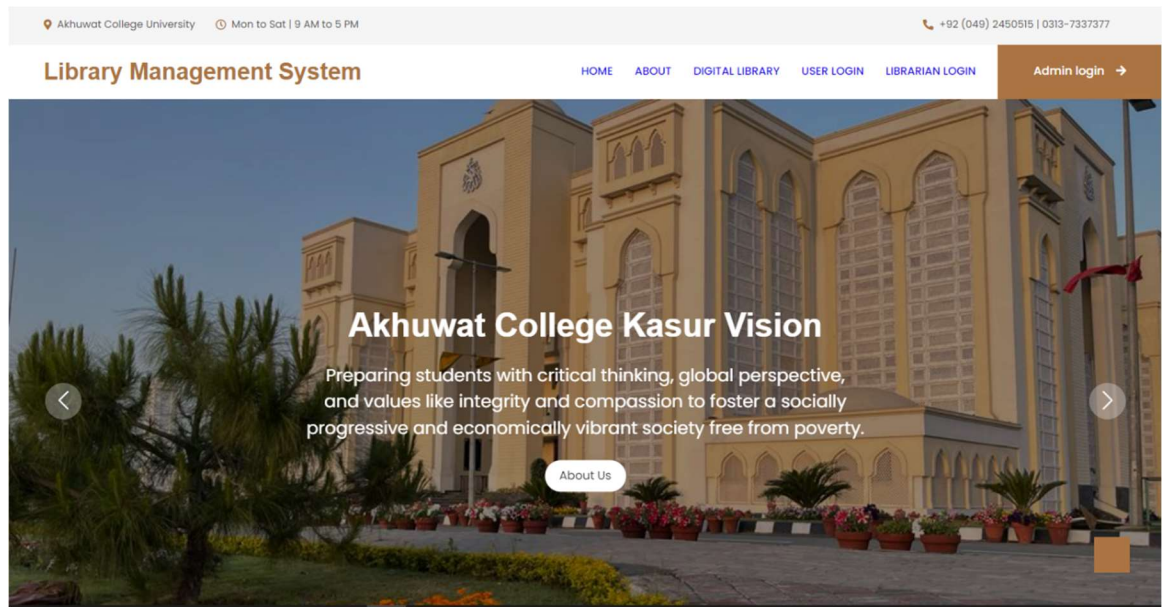 Akhuwat College University
Mon to Sat | 9 AM to 5 PM
+92 (049) 2450515 | 0313-7337377
Library Management System
HOME
ABOUT
DIGITAL LIBRARY
USER LOGIN
LIBRARIAN LOGIN
Admin login
Akhuwat College Kasur Vision
Preparing students with critical thinking, global perspective,
and values like integrity and compassion to foster a socially
progressive and economically vibrant society free from poverty.
About Us